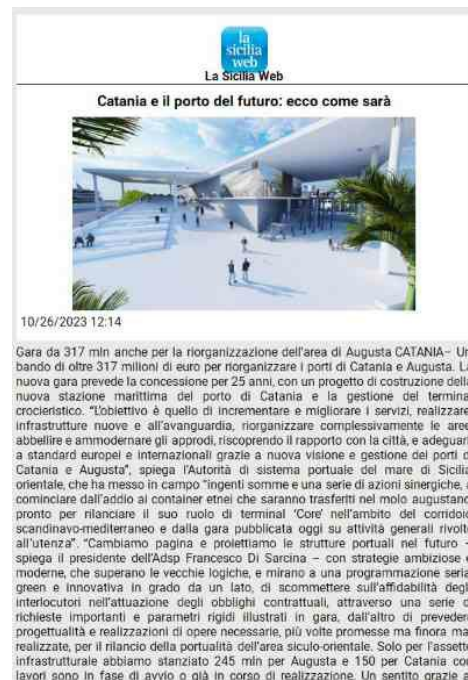 la
sicilia
web
La Sicilia Web
Catania e il porto del futuro: ecco come sarà
10/26/2023 12:14
Gara da 317 mln anche per la riorganizzazione dell'area di Augusta CATANIA– Un
bando di oltre 317 milioni di euro per riorganizzare i porti di Catania e Augusta. La
nuova gara prevede la concessione per 25 anni, con un progetto di costruzione della
nuova stazione marittima del porto di Catania e la gestione del terminal
crocieristico. "L'obiettivo è quello di incrementare e migliorare i servizi, realizzare
infrastrutture nuove e all'avanguardia, riorganizzare complessivamente le aree
abbellire e ammodernare gli approdi, riscoprendo il rapporto con la città, e adeguarli
a standard europei e internazionali grazie a nuova visione e gestione dei porti di
Catania e Augusta", spiega l'Autorità di sistema portuale del mare di Sicilia
orientale, che ha messo in campo "ingenti somme e una serie di azioni sinergiche, a
cominciare dall'addio ai container etnei che saranno trasferiti nel molo augustano
pronto per rilanciare il suo ruolo di terminal 'Core' nell'ambito del corridoio
scandinavo-mediterraneo e dalla gara pubblicata oggi su attività generali rivolte
all'utenza". "Cambiamo pagina e proiettiamo le strutture portuali nel futuro –
spiega il presidente dell'Adsp Francesco Di Sarcina – con strategie ambiziose e
moderne, che superano le vecchie logiche, e mirano a una programmazione seria
green e innovativa in grado da un lato, di scommettere sull'affidabilità degli
interlocutori nell'attuazione degli obblighi contrattuali, attraverso una serie di
richieste importanti e parametri rigidi illustrati in gara, dall'altro di prevedere
progettualità e realizzazioni di opere necessarie, più volte promesse ma finora mai
realizzate, per il rilancio della portualità dell'area siculo-orientale. Solo per l'assetto
infrastrutturale abbiamo stanziato 245 mln per Augusta e 150 per Catania con
lavori sono in fase di avvio o già in corso di realizzazione. Un sentito grazie a